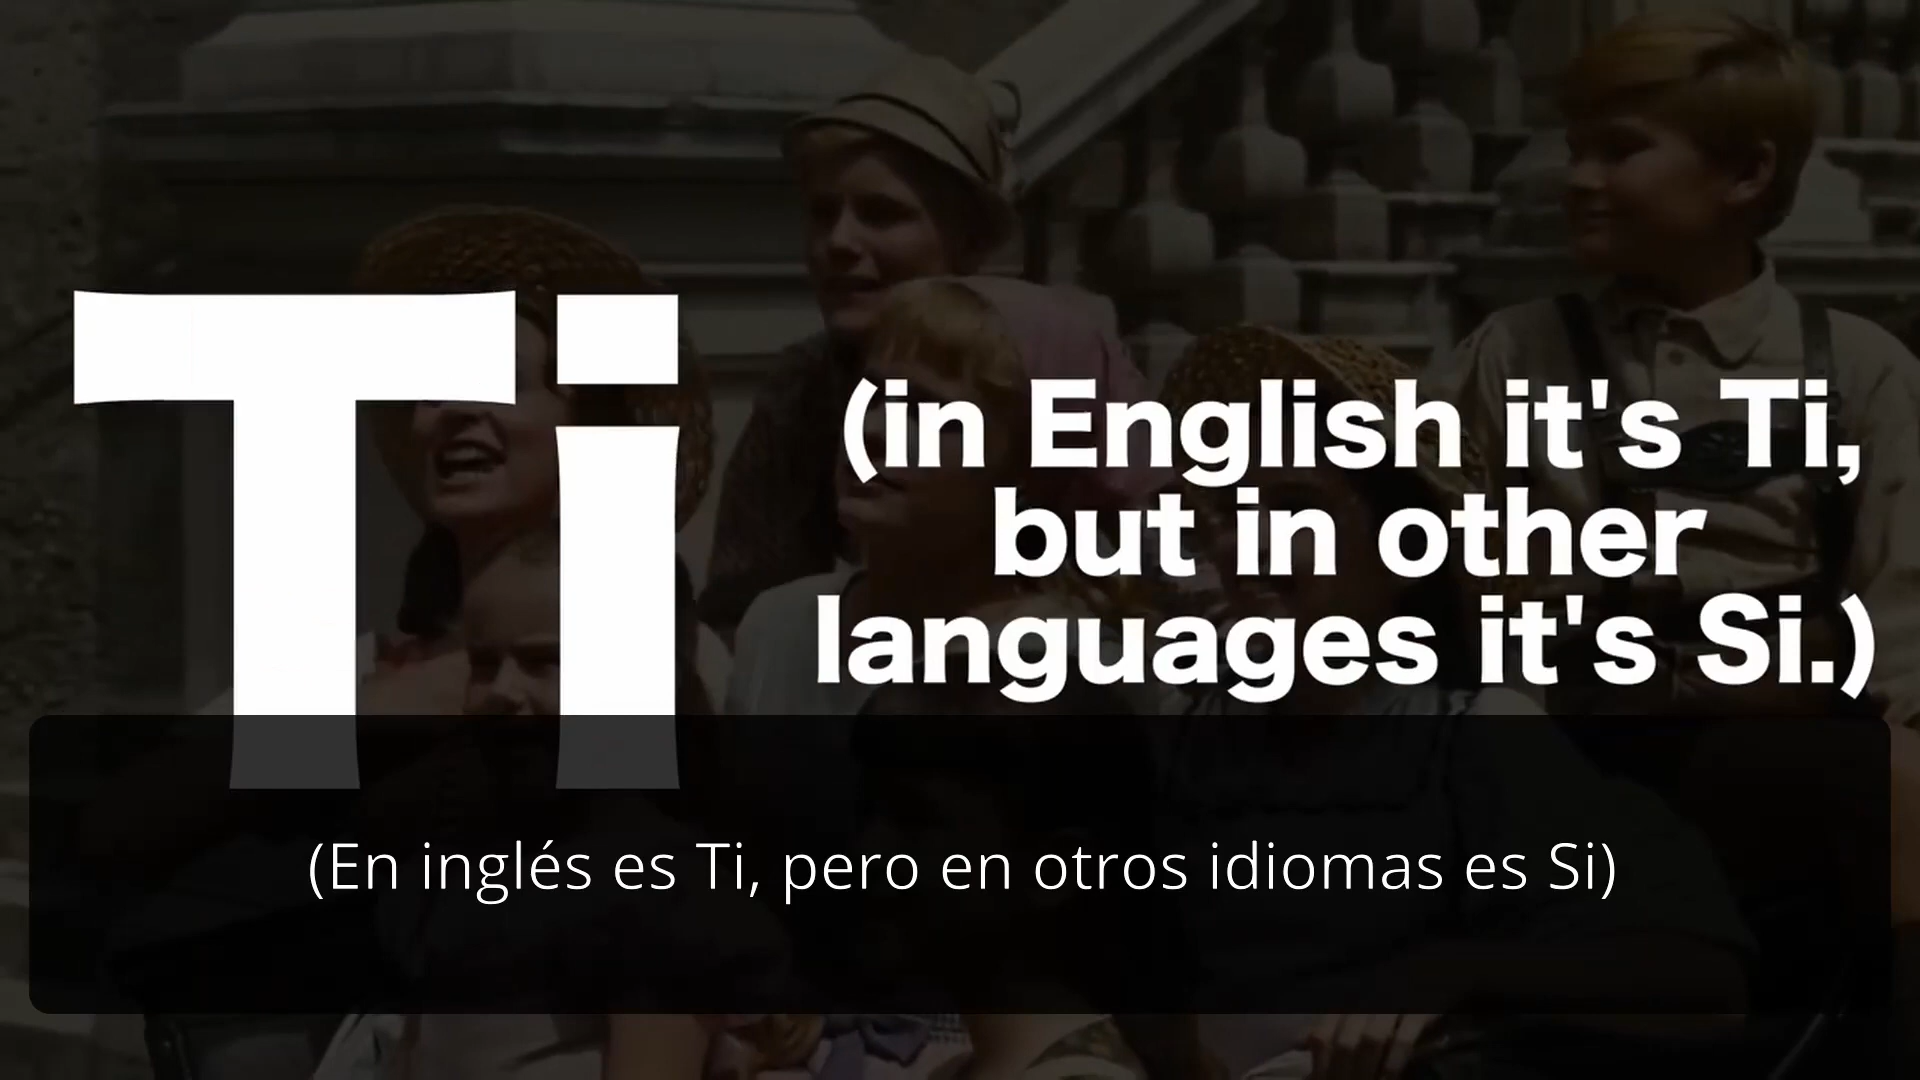 Ti
(in English it's Ti,
but in other
languages it's Si.)
(En inglés es Ti, pero en otros idiomas es Si)